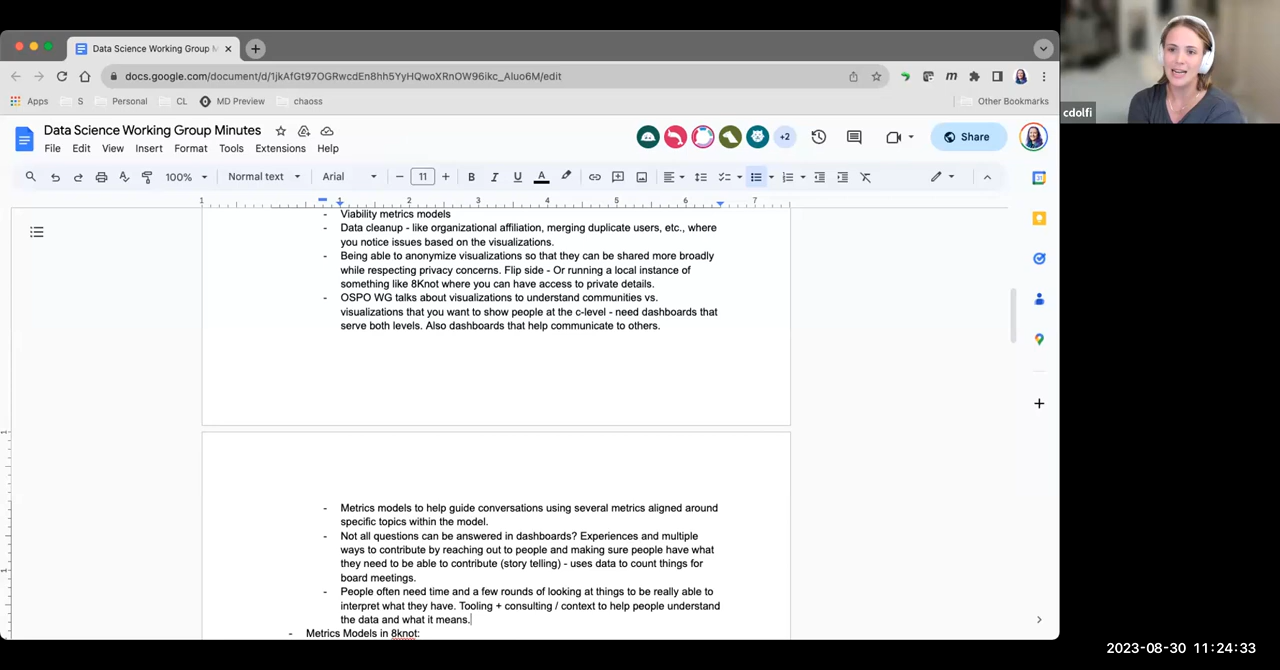 Data Science Working Group M
docs.google.com/document/d/1jkAfGt97OGRwcdEn8hh5YyHQwoXRnOW96ikc_Aluo6M/edit
Apps S Personal CL MD Preview chaoss Other Bookmarks
cdolfi
Data Science Working Group Minutes
+2
Share
File Edit View Insert Format Tools Extensions Help
100% Normal text Arial 11 B I U A
1 1 2 3 4 5 6 7
- Viability metrics models
- Data cleanup - like organizational affiliation, merging duplicate users, etc., where
you notice issues based on the visualizations.
- Being able to anonymize visualizations so that they can be shared more broadly
while respecting privacy concerns. Flip side - Or running a local instance of
something like 8Knot where you can have access to private details.
- OSPO WG talks about visualizations to understand communities vs.
visualizations that you want to show people at the c-level - need dashboards that
serve both levels. Also dashboards that help communicate to others.
- Metrics models to help guide conversations using several metrics aligned around
specific topics within the model.
- Not all questions can be answered in dashboards? Experiences and multiple
ways to contribute by reaching out to people and making sure people have what
they need to be able to contribute (story telling) - uses data to count things for
board meetings.
- People often need time and a few rounds of looking at things to be really able to
interpret what they have. Tooling + consulting / context to help people understand
the data and what it means.
- Metrics Models in 8knot:
2023-08-30 11:24:33